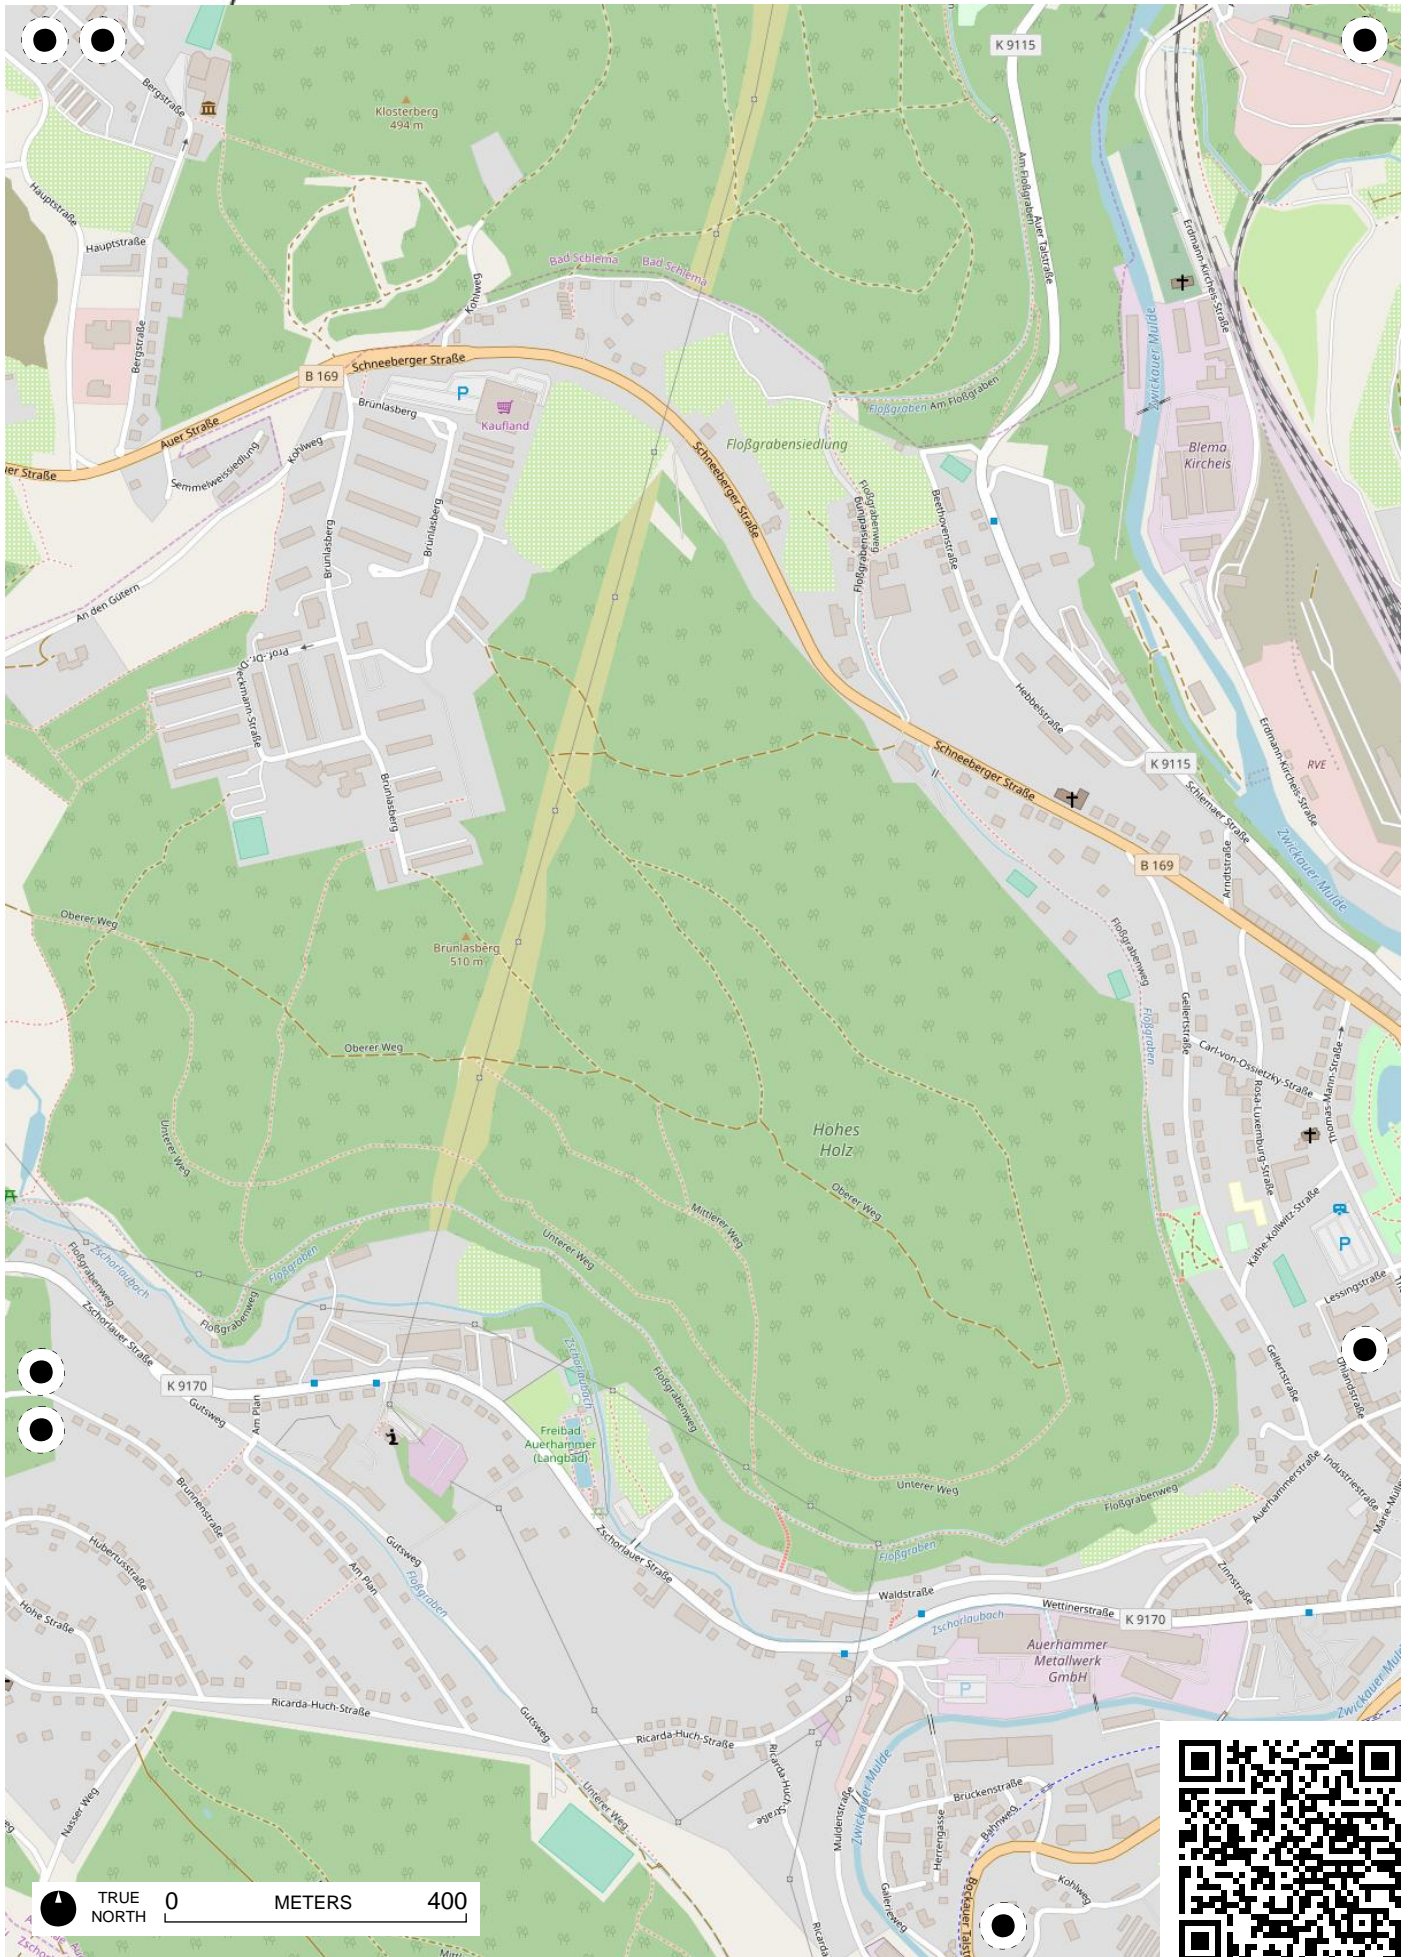 K 9115
Bergstraße
Klosterberg
494 m
Am Floßgraben
Auer Talstraße
Hauptstraße
Hauptstraße
Erdmann-Kircheis-Straße
Bad Schlema
Bad Schlema
Kohlweg
Bergstraße
Zwickauer Mulde
Schneeberger Straße
B 169
P
Kaufland
Brünlasberg
Floßgraben
Am Floßgraben
Auer Straße
Floßgrabensiedlung
Blema
Kircheis
Kohlweg
Semmelweissiedlung
Schneeberger Straße
Floßgrabenweg
Floßgrabensiedlung
Beethovenstraße
Brünlasberg
Brünlasberg
An den Gütern
Prof.-Dr.-Dieckmann-Straße
Hebbelstraße
Schneeberger Straße
K 9115
Erdmann-Kircheis-Straße
RVE
Schlemaer Straße
Brünlasberg
Zwickauer Mulde
B 169
Arndtstraße
Oberer Weg
Brünlasberg
510 m
Floßgrabenweg
Floßgraben
Gellertstraße
Oberer Weg
Carl-von-Ossietzky-Straße
Thomas-Mann-Straße
Rosa-Luxemburg-Straße
Hohes
Holz
Unterer Weg
Oberer Weg
Mittlerer Weg
Unterer Weg
Käthe-Kollwitz-Straße
P
Floßgrabenweg
Zschorlaubach
Floßgraben
Floßgrabenweg
Zschorlauer Straße
Lessingstraße
K 9170
Gutsweg
Am Plan
Zschorlaubach
Floßgrabenweg
Gellertstraße
Uhlandstraße
Freibad
Auerhammer
(Langbad)
Unterer Weg
Floßgrabenweg
Auerhammerstraße
Industriestraße
Brunnenstraße
Hubertusstraße
Gutsweg
Am Plan
Floßgraben
Zschorlauer Straße
Floßgraben
Hohe Straße
Waldstraße
Wettinerstraße
K 9170
Zinnstraße
Zschorlaubach
Auerhammer
Metallwerk
GmbH
P
Zwickauer Mulde
Ricarda-Huch-Straße
Gutsweg
Ricarda-Huch-Straße
Ricarda-Huch-Straße
Nasser Weg
Unterer Weg
Muldenstraße
Zwickauer Mulde
Brückenstraße
Bahnweg
Herrengasse
Galerieweg
Kohlweg
TRUE
NORTH
0 METERS 400